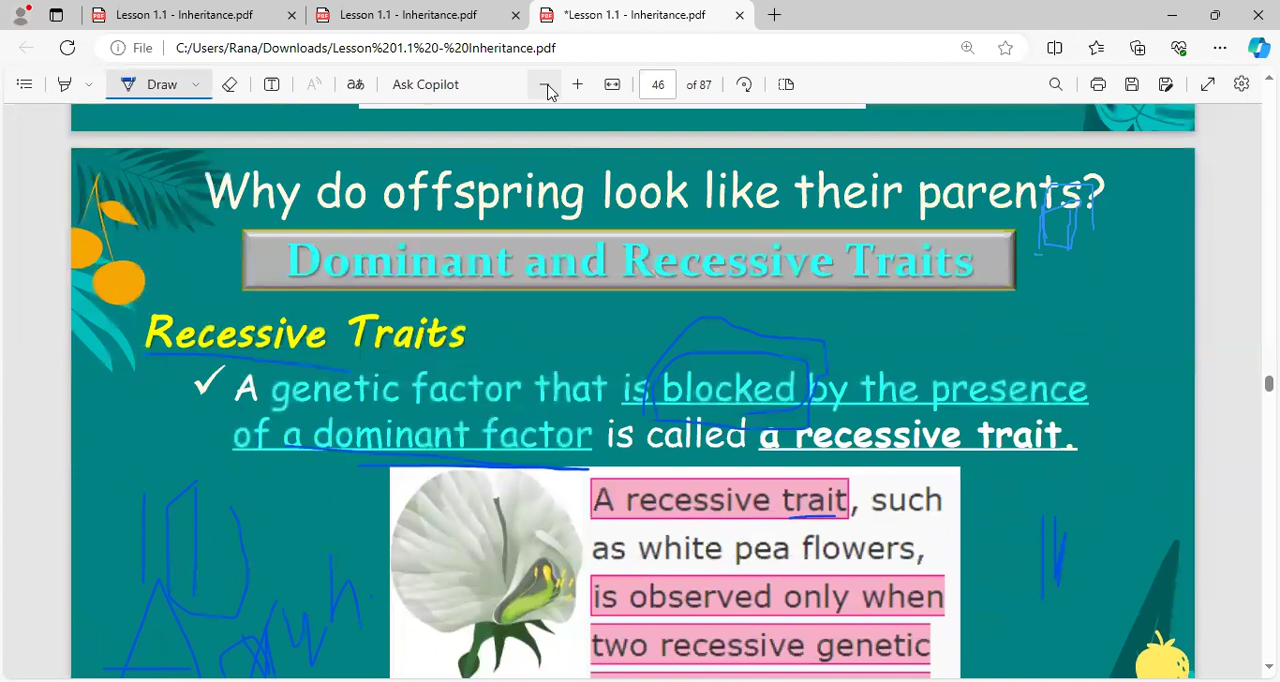 Lesson 1.1 - Inheritance.pdf
Lesson 1.1 - Inheritance.pdf
*Lesson 1.1 - Inheritance.pdf
File C:/Users/Rana/Downloads/Lesson%201.1%20-%20Inheritance.pdf
Draw
Ask Copilot
46 of 87
Why do offspring look like their parents?
Dominant and Recessive Traits
Recessive Traits
✓ A genetic factor that is blocked by the presence
of a dominant factor is called a recessive trait.
A recessive trait, such
as white pea flowers,
is observed only when
two recessive genetic